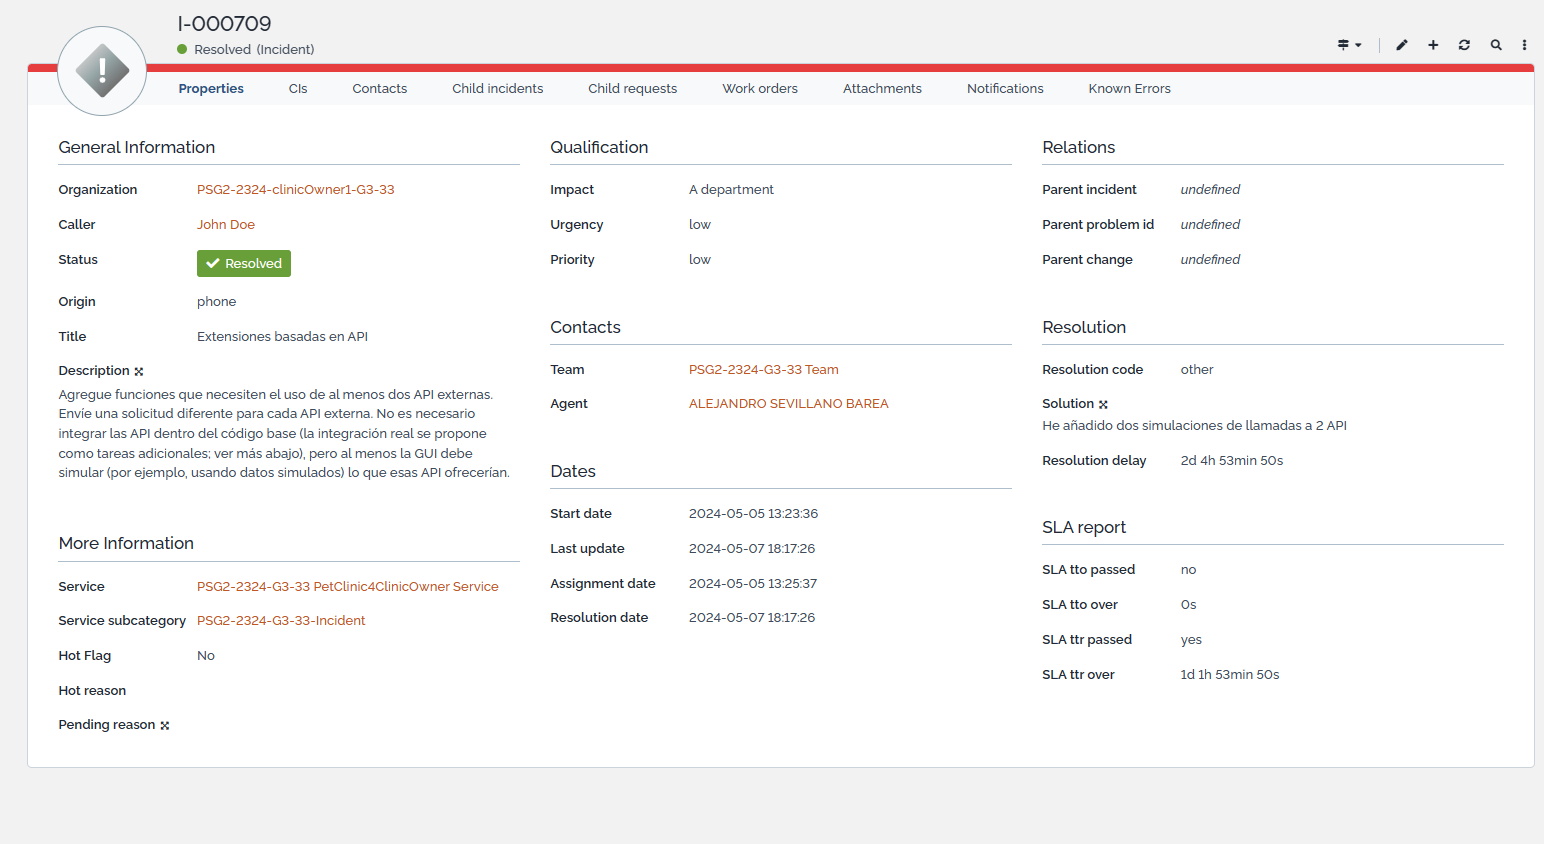 I-000709
Resolved (Incident)
Properties
CIs
Contacts
Child incidents
Child requests
Work orders
Attachments
Notifications
Known Errors
General Information
Organization PSG2-2324-clinicOwner1-G3-33
Caller John Doe
Status Resolved
Origin phone
Title Extensiones basadas en API
Description
Agregue funciones que necesiten el uso de al menos dos API externas.
Envíe una solicitud diferente para cada API externa. No es necesario
integrar las API dentro del código base (la integración real se propone
como tareas adicionales; ver más abajo), pero al menos la GUI debe
simular (por ejemplo, usando datos simulados) lo que esas API ofrecerían.
More Information
Service PSG2-2324-G3-33 PetClinic4ClinicOwner Service
Service subcategory PSG2-2324-G3-33-Incident
Hot Flag No
Hot reason
Pending reason
Qualification
Impact A department
Urgency low
Priority low
Contacts
Team PSG2-2324-G3-33 Team
Agent ALEJANDRO SEVILLANO BAREA
Dates
Start date 2024-05-05 13:23:36
Last update 2024-05-07 18:17:26
Assignment date 2024-05-05 13:25:37
Resolution date 2024-05-07 18:17:26
Relations
Parent incident undefined
Parent problem id undefined
Parent change undefined
Resolution
Resolution code other
Solution
He añadido dos simulaciones de llamadas a 2 API
Resolution delay 2d 4h 53min 50s
SLA report
SLA tto passed no
SLA tto over 0s
SLA ttr passed yes
SLA ttr over 1d 1h 53min 50s